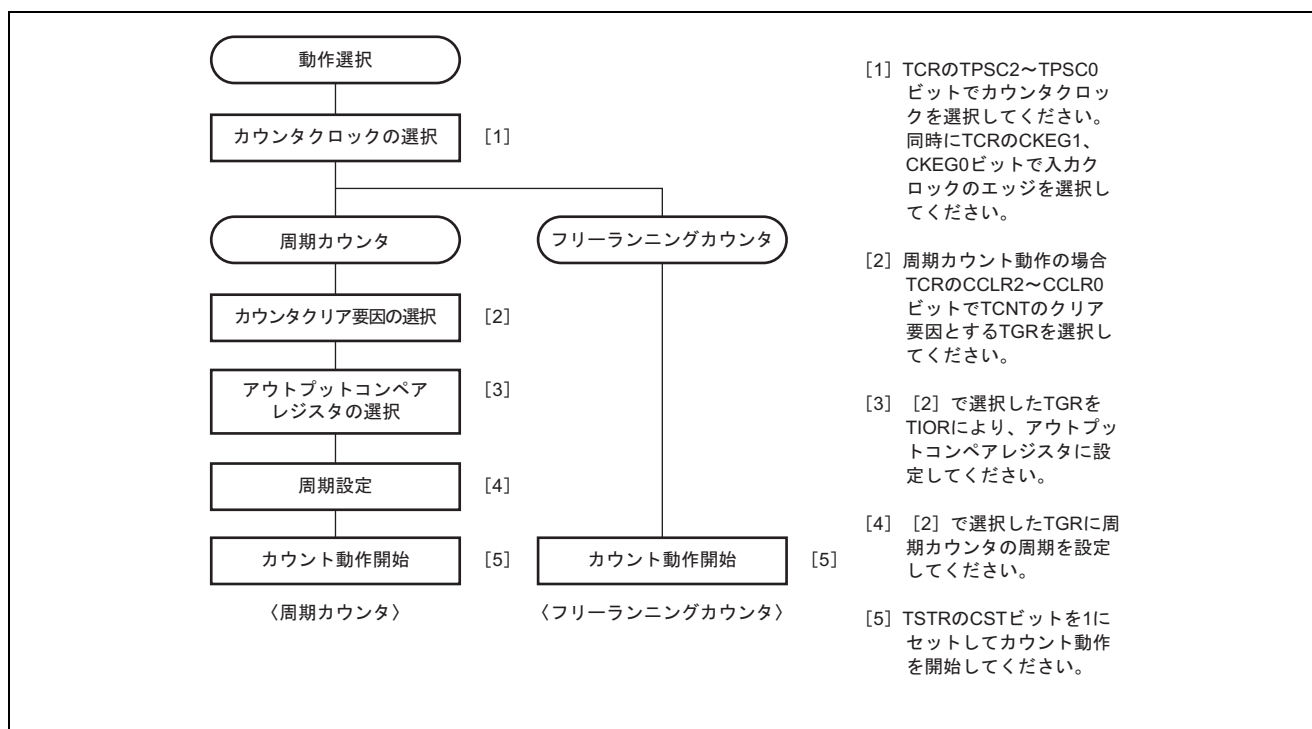 動作選択
カウンタクロックの選択 [1]
周期カウンタ
フリーランニングカウンタ
カウンタクリア要因の選択 [2]
アウトプットコンペア
レジスタの選択
[3]
周期設定 [4]
カウント動作開始 [5]
カウント動作開始 [5]
〈周期カウンタ〉
〈フリーランニングカウンタ〉
[1] TCRのTPSC2～TPSC0
ビットでカウンタクロッ
クを選択してください。
同時にTCRのCKEG1、
CKEG0ビットで入力ク
ロックのエッジを選択し
てください。
[2] 周期カウント動作の場合
TCRのCCLR2～CCLR0
ビットでTCNTのクリア
要因とするTGRを選択し
てください。
[3] [2]で選択したTGRを
TIORにより、アウトプッ
トコンペアレジスタに設
定してください。
[4] [2]で選択したTGRに周
期カウンタの周期を設定
してください。
[5] TSTRのCSTビットを1に
セットしてカウント動作
を開始してください。